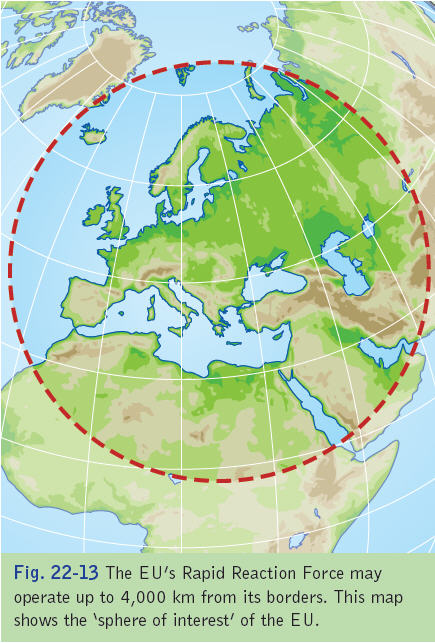 Fig. 22-13 The EU's Rapid Reaction Force may
operate up to 4,000 km from its borders. This map
shows the 'sphere of interest' of the EU.